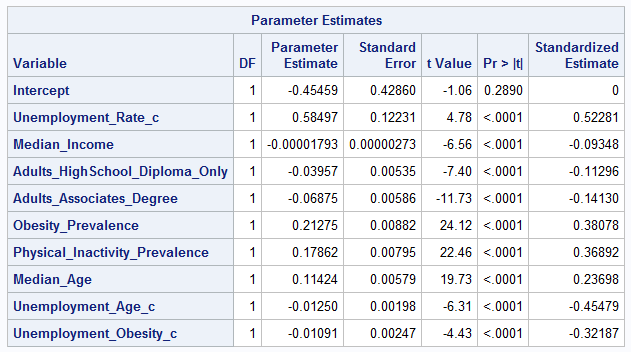 Parameter Estimates
Variable DF Parameter Estimate Standard Error t Value Pr > |t| Standardized Estimate
Intercept 1 -0.45459 0.42860 -1.06 0.2890 0
Unemployment_Rate_c 1 0.58497 0.12231 4.78 <.0001 0.52281
Median_Income 1 -0.00001793 0.00000273 -6.56 <.0001 -0.09348
Adults_HighSchool_Diploma_Only 1 -0.03957 0.00535 -7.40 <.0001 -0.11296
Adults_Associates_Degree 1 -0.06875 0.00586 -11.73 <.0001 -0.14130
Obesity_Prevalence 1 0.21275 0.00882 24.12 <.0001 0.38078
Physical_Inactivity_Prevalence 1 0.17862 0.00795 22.46 <.0001 0.36892
Median_Age 1 0.11424 0.00579 19.73 <.0001 0.23698
Unemployment_Age_c 1 -0.01250 0.00198 -6.31 <.0001 -0.45479
Unemployment_Obesity_c 1 -0.01091 0.00247 -4.43 <.0001 -0.32187